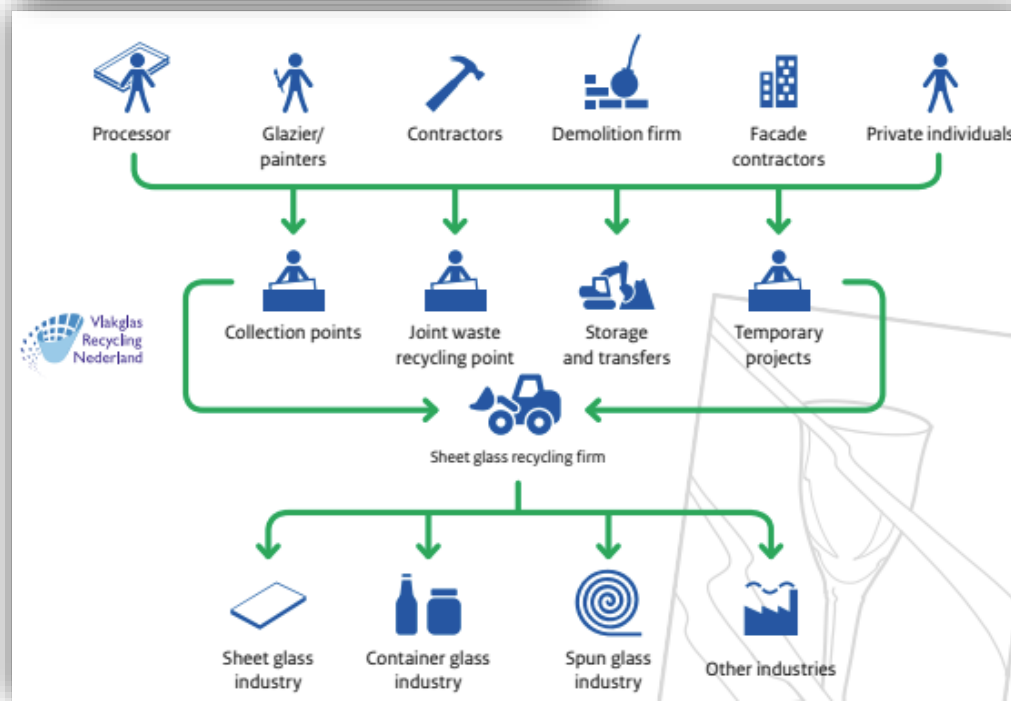 Processor
Glazier/
painters
Contractors
Demolition firm
Facade
contractors
Private individuals
Vlakglas
Recycling
Nederland
Collection points
Joint waste
recycling point
Storage
and transfers
Temporary
projects
Sheet glass recycling firm
Sheet glass
industry
Container glass
industry
Spun glass
industry
Other industries